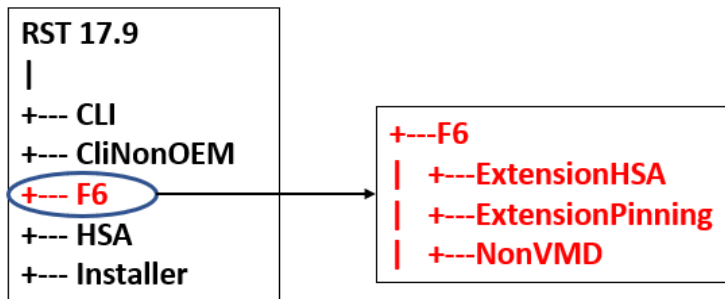 RST 17.9
|
+--- CLI
+--- CliNonOEM
+--- F6
+--- HSA
+--- Installer
+---F6
| +---ExtensionHSA
| +---ExtensionPinning
| +---NonVMD